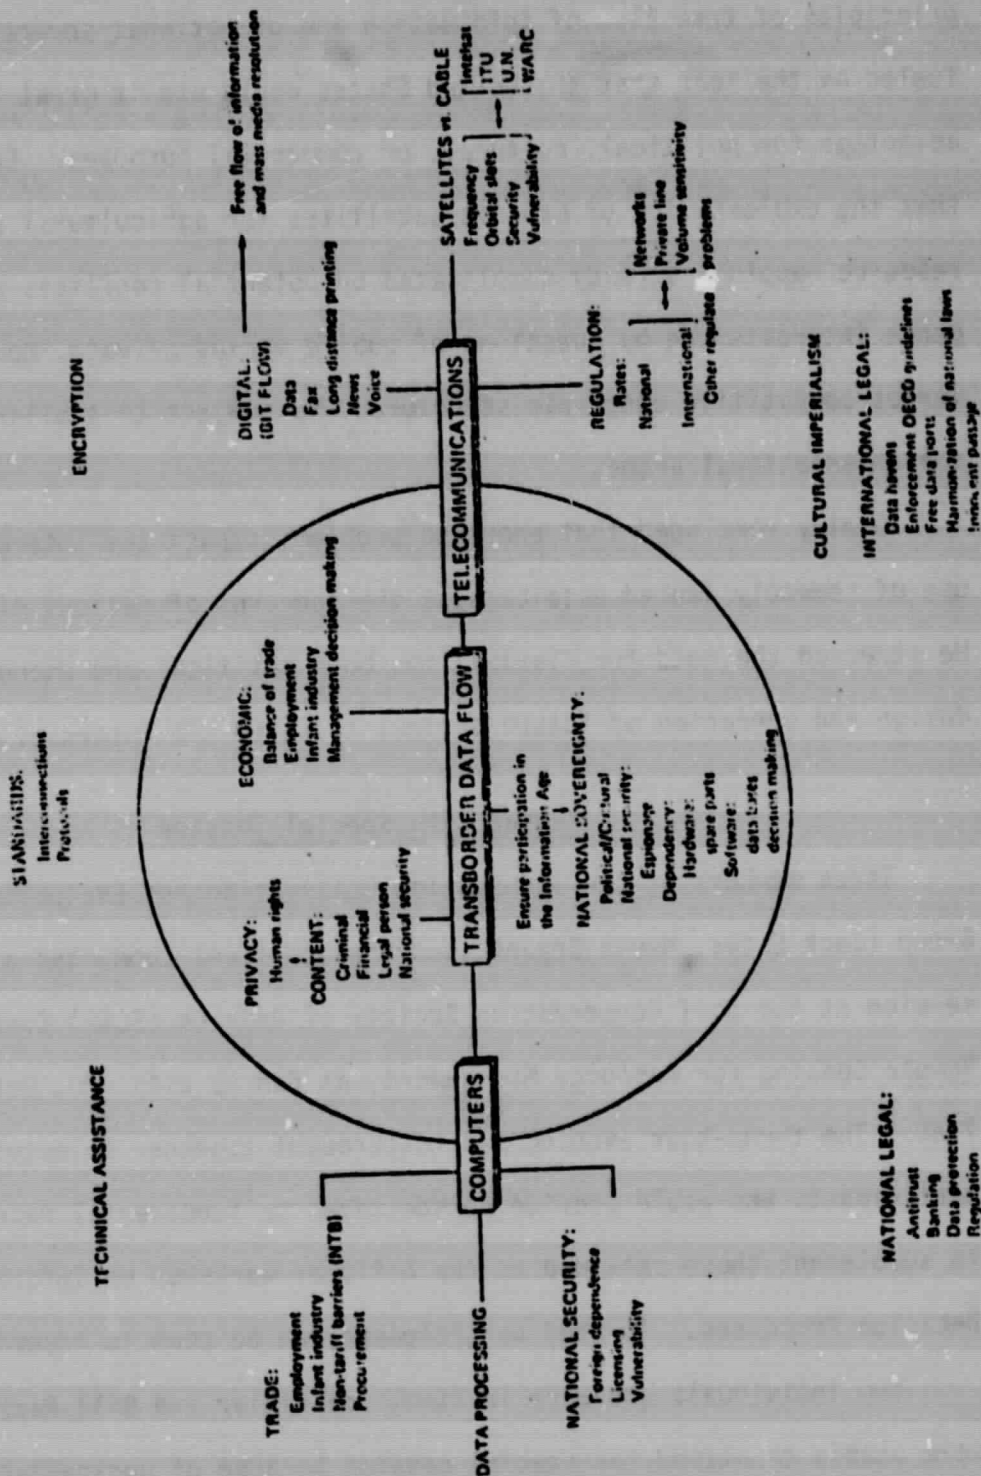 TECHNICAL ASSISTANCE
STANDARDS:
Interconnections
Protocols
ENCRYPTION
TRADE:
Employment
Infant industry
Non-tariff barriers (NTB)
Procurement
DATA PROCESSING
COMPUTERS
NATIONAL SECURITY:
Foreign dependence
Licensing
Vulnerability
PRIVACY:
Human rights
CONTENT:
Criminal
Financial
Legal person
National security
ECONOMIC:
Balance of trade
Employment
Infant industry
Management decision making
TRANSBORDER DATA FLOW
Ensure participation in
the Information Age
NATIONAL SOVEREIGNTY:
Political/Cultural
National security:
Espionage
Dependency:
Hardware:
spare parts
Software:
data bases
decision making
DIGITAL:
(BIT FLOW)
Data
Fax
Long distance printing
News
Voice
Free flow of information
and mass media resolution
TELECOMMUNICATIONS
SATELLITES vs. CABLE
Frequency
Orbital slots
Security
Vulnerability
Intelsat
ITU
U.N.
WARC
REGULATION:
Rates:
National
International
Networks
Private line
Volume sensitivity
Other regulate problems
NATIONAL LEGAL:
Antitrust
Banking
Data protection
Regulation
CULTURAL IMPERIALISM
INTERNATIONAL LEGAL:
Data havens
Enforcement OECD guidelines
Free data ports
Harmonization of national laws
Innocent passage